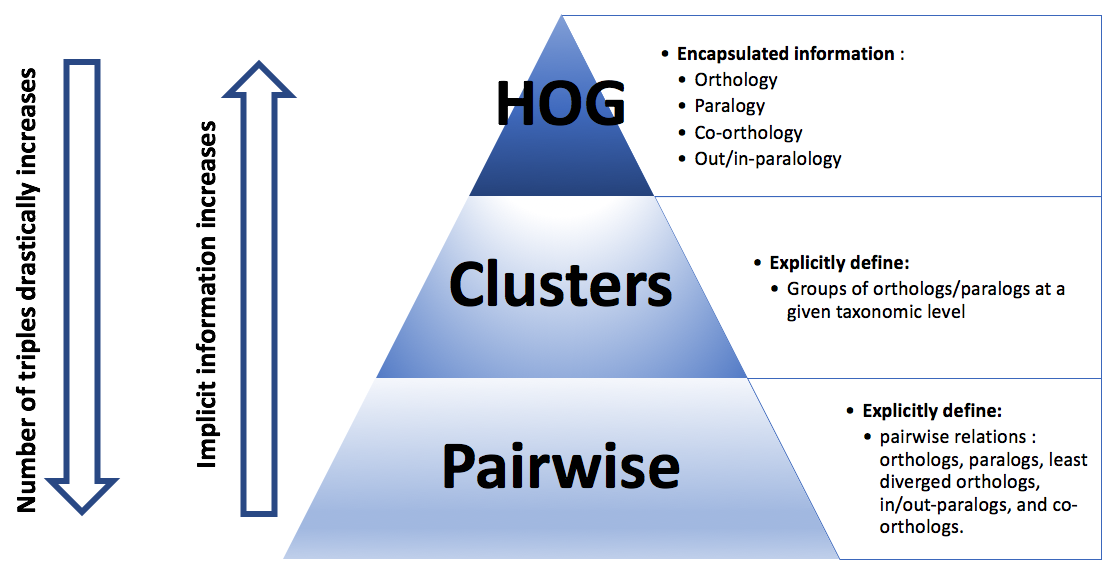 Number of triples drastically increases
Implicit information increases
HOG
• Encapsulated information :
• Orthology
• Paralogy
• Co-orthology
• Out/in-paralology
Clusters
• Explicitly define:
• Groups of orthologs/paralogs at a
given taxonomic level
Pairwise
• Explicitly define:
• pairwise relations :
orthologs, paralogs, least
diverged orthologs,
in/out-paralogs, and co-
orthologs.